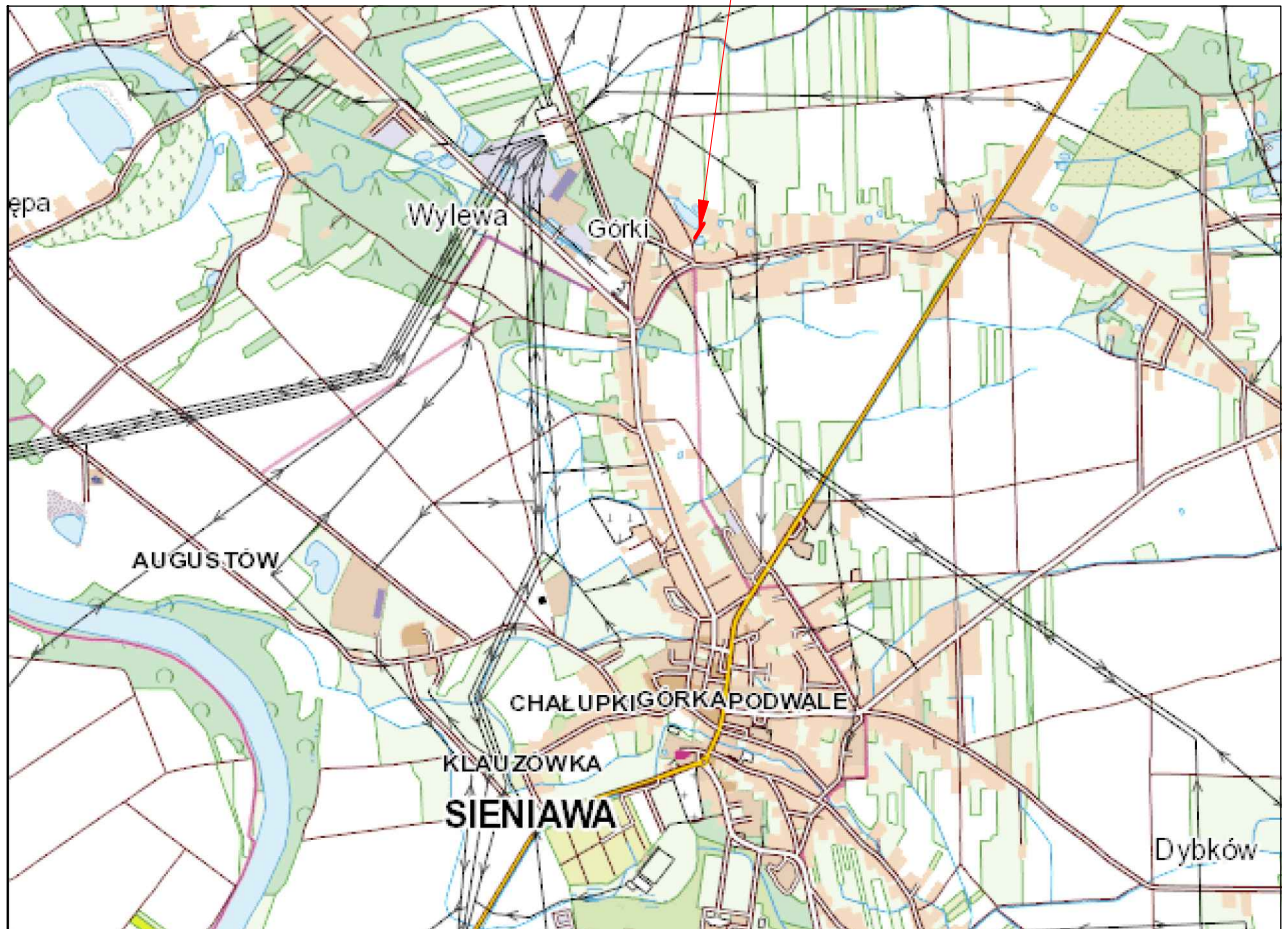 ępa
Wylewa
Górki
AUGUSTÓW
CHAŁUPKI
GÓRKA
PODWALE
KLAUZÓWKA
SIENIAWA
Dybków